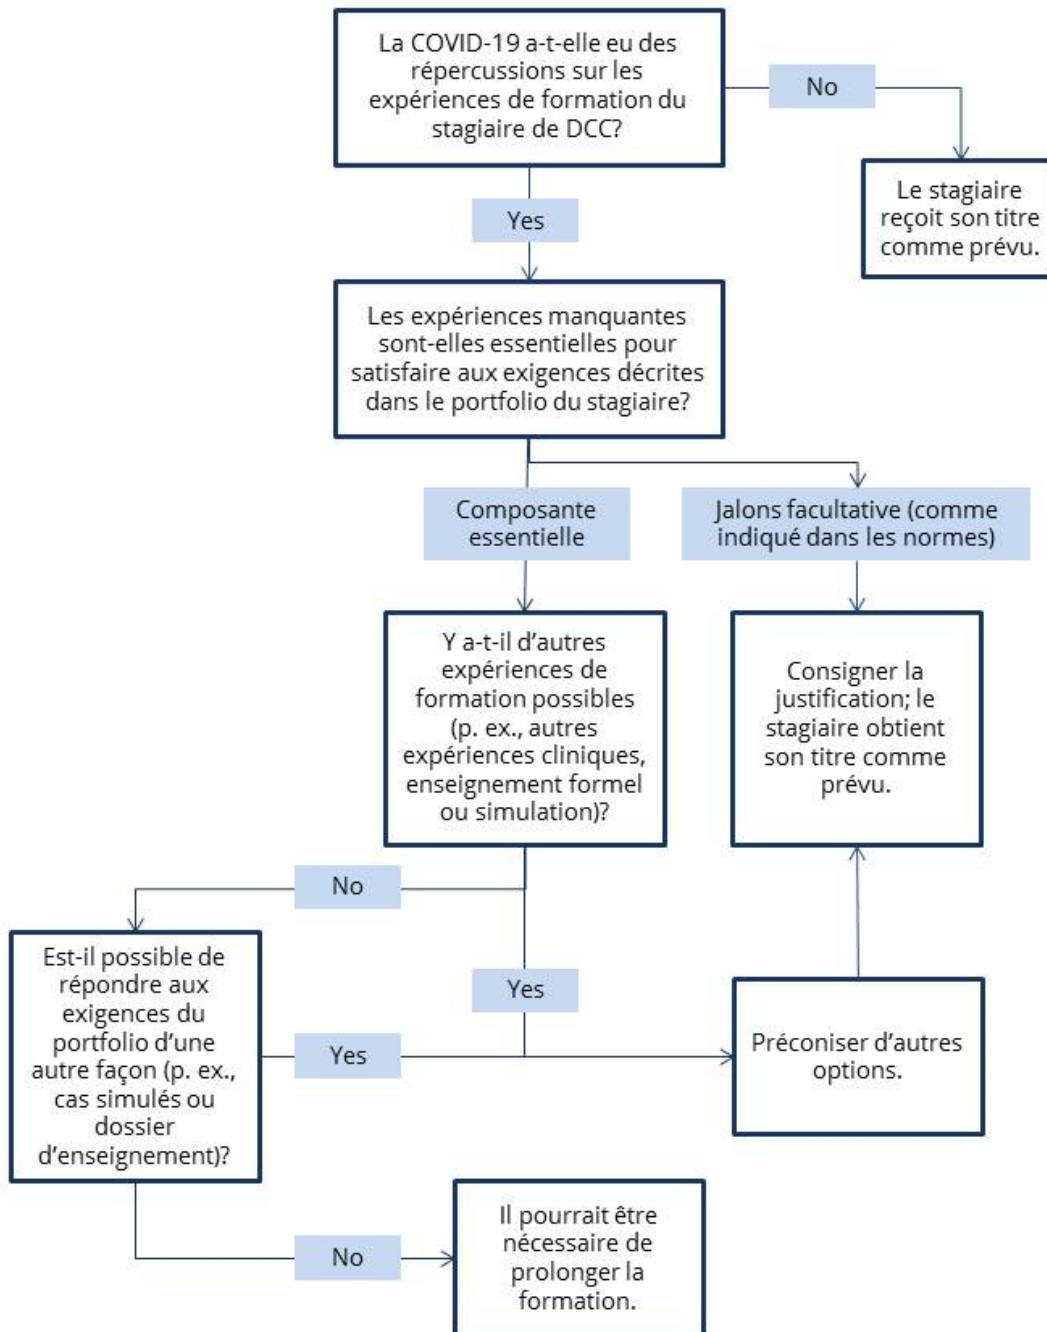 La COVID-19 a-t-elle eu des
répercussions sur les
expériences de formation du
stagiaire de DCC?
No
Le stagiaire
reçoit son titre
comme prévu.
Yes
Les expériences manquantes
sont-elles essentielles pour
satisfaire aux exigences décrites
dans le portfolio du stagiaire?
Composante
essentielle
Jalons facultative (comme
indiqué dans les normes)
Y a-t-il d'autres
expériences de
formation possibles
(p. ex., autres
expériences cliniques,
enseignement formel
ou simulation)?
Consigner la
justification; le
stagiaire obtient
son titre comme
prévu.
No
Est-il possible de
répondre aux
exigences du
portfolio d'une
autre façon (p. ex.,
cas simulés ou
dossier
d'enseignement)?
Yes
Yes
Préconiser d'autres
options.
No
Il pourrait être
nécessaire de
prolonger la
formation.